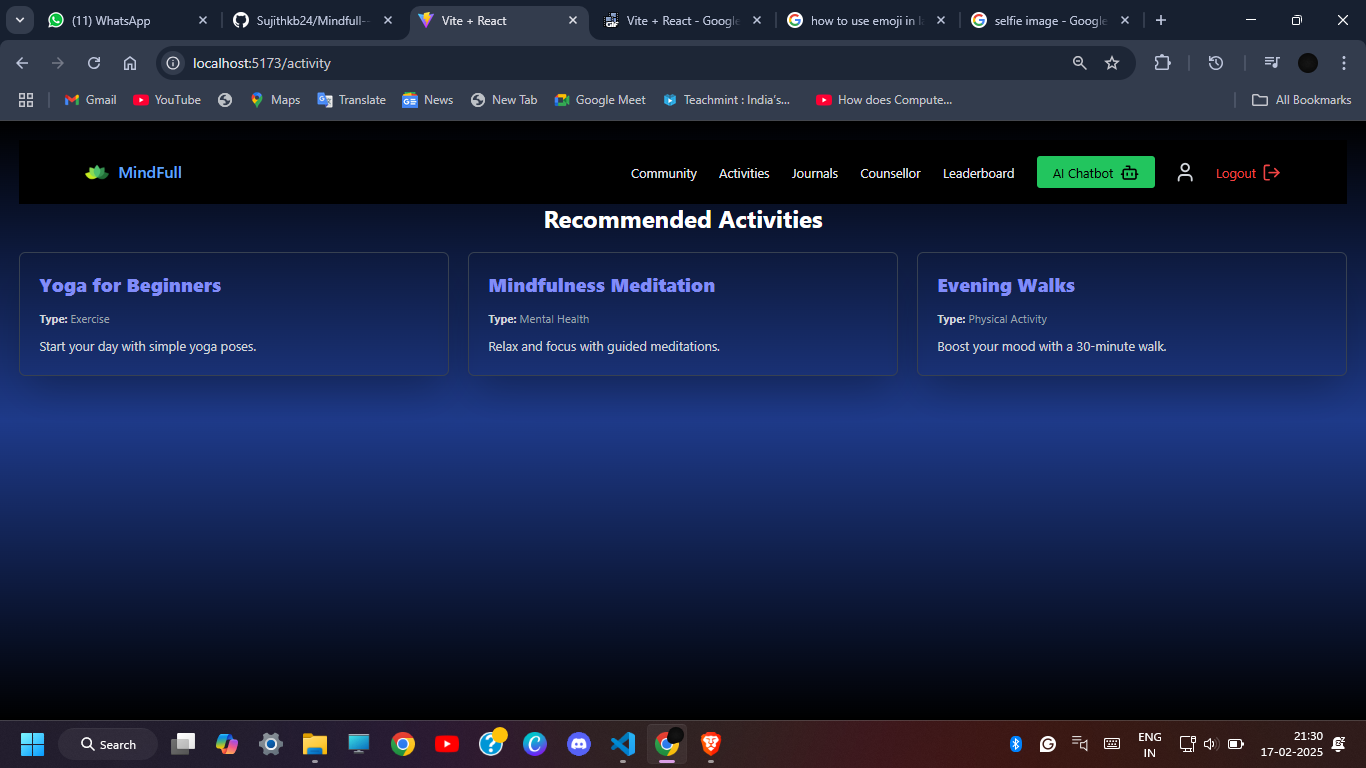 (11) WhatsApp
Sujithkb24/Mindfull-
Vite + React
Vite + React - Google
how to use emoji in l
selfie image - Google
localhost:5173/activity
Gmail YouTube Maps Translate News New Tab Google Meet Teachmint : India's... How does Compute... All Bookmarks
MindFull Community Activities Journals Counsellor Leaderboard AI Chatbot Logout
Recommended Activities
Yoga for Beginners
Type: Exercise
Start your day with simple yoga poses.
Mindfulness Meditation
Type: Mental Health
Relax and focus with guided meditations.
Evening Walks
Type: Physical Activity
Boost your mood with a 30-minute walk.
Search
ENG
IN
21:30
17-02-2025